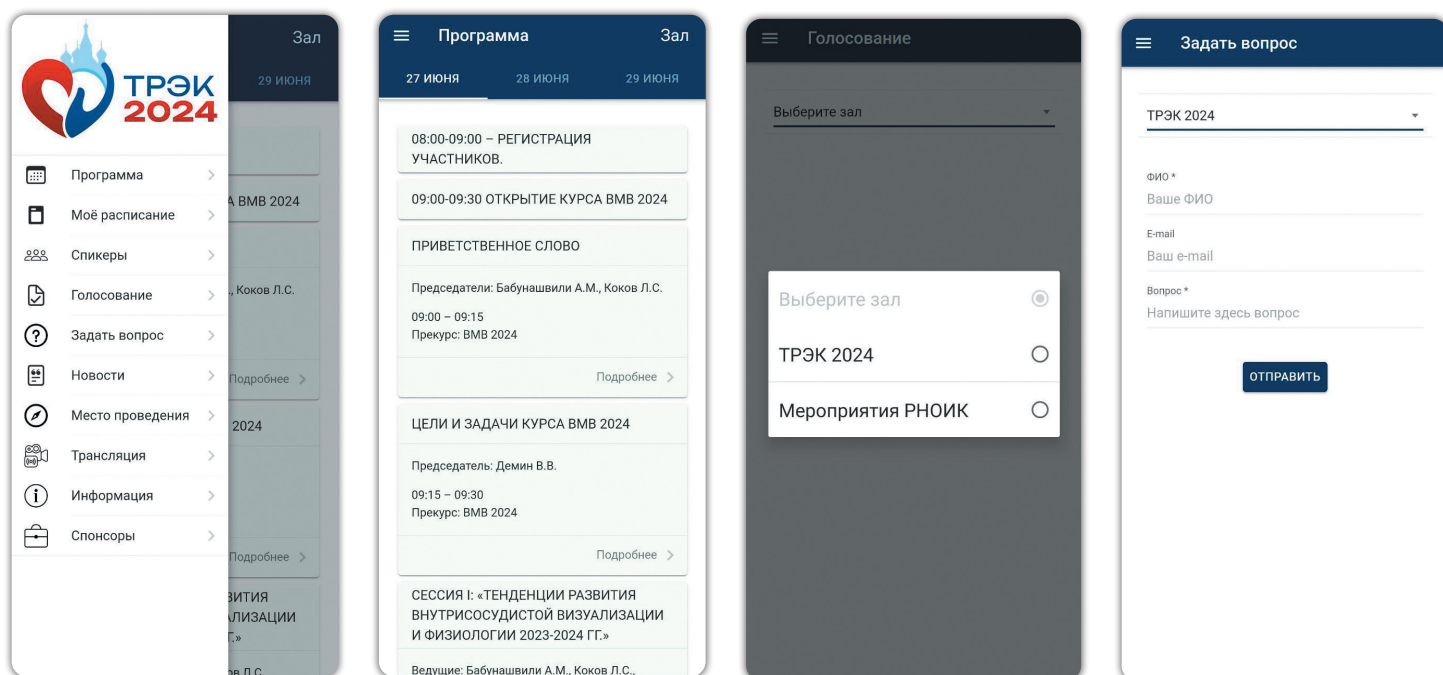 ТРЭК
2024
Программа
Моё расписание
Спикеры
Голосование
Задать вопрос
Новости
Место проведения
Трансляция
Информация
Спонсоры
Зал
29 ИЮНЯ
А ВМВ 2024
., Коков Л.С.
Подробнее
2024
Подробнее
ЗВИТИЯ
АЛИЗАЦИИ
Г.»
ов Л.С.
Программа Зал
27 ИЮНЯ 28 ИЮНЯ 29 ИЮНЯ
08:00-09:00 – РЕГИСТРАЦИЯ
УЧАСТНИКОВ.
09:00-09:30 ОТКРЫТИЕ КУРСА ВМВ 2024
ПРИВЕТСТВЕННОЕ СЛОВО
Председатели: Бабунашвили А.М., Коков Л.С.
09:00 – 09:15
Прекурс: ВМВ 2024
Подробнее
ЦЕЛИ И ЗАДАЧИ КУРСА ВМВ 2024
Председатель: Демин В.В.
09:15 – 09:30
Прекурс: ВМВ 2024
Подробнее
СЕССИЯ I: «ТЕНДЕНЦИИ РАЗВИТИЯ
ВНУТРИСОСУДИСТОЙ ВИЗУАЛИЗАЦИИ
И ФИЗИОЛОГИИ 2023-2024 ГГ.»
Ведущие: Бабунашвили А.М., Коков Л.С.,
Голосование
Выберите зал
Выберите зал
ТРЭК 2024
Мероприятия РНОИК
Задать вопрос
ТРЭК 2024
ФИО *
Ваше ФИО
E-mail
Ваш e-mail
Вопрос *
Напишите здесь вопрос
ОТПРАВИТЬ